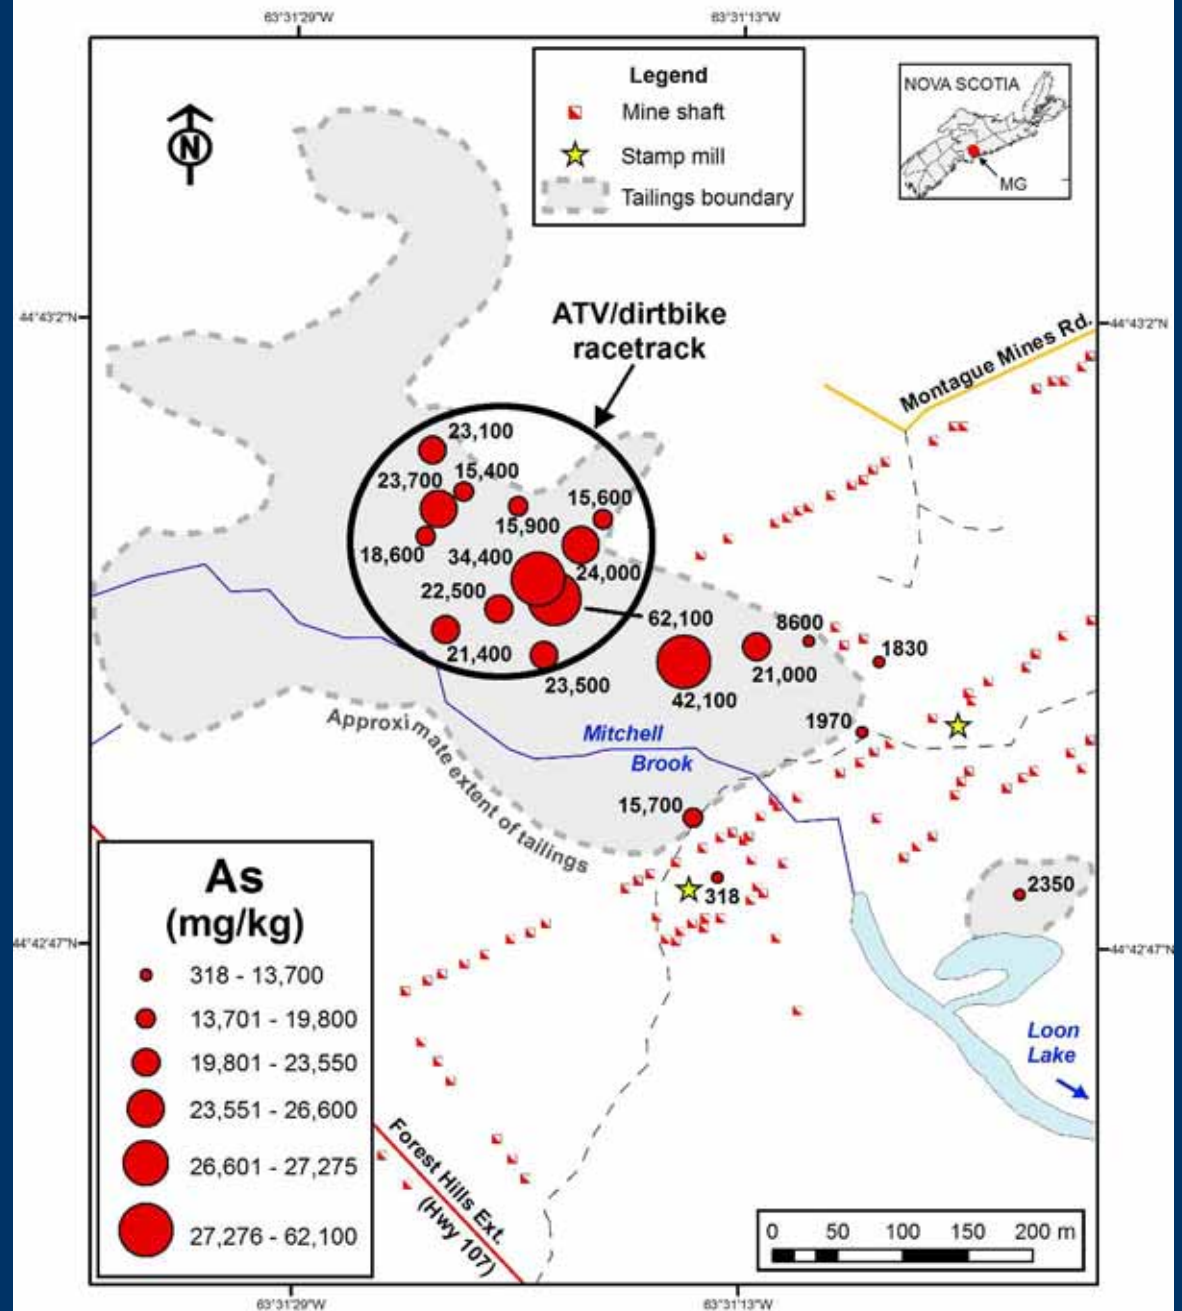 63°31'29"W
63°31'13"W
Legend
Mine shaft
Stamp mill
Tailings boundary
NOVA SCOTIA
MG
N
44°43'2"N
44°43'2"N
ATV/dirtbike
racetrack
Montague Mines Rd.
23,100
23,700
15,400
15,900
15,600
18,600
34,400
24,000
22,500
62,100
21,400
23,500
42,100
21,000
8600
1830
1970
Mitchell
Brook
Approximate extent of tailings
15,700
318
2350
As
(mg/kg)
318 - 13,700
13,701 - 19,800
19,801 - 23,550
23,551 - 26,600
26,601 - 27,275
27,276 - 62,100
44°42'47"N
44°42'47"N
Loon
Lake
Forest Hills Ext.
(Hwy 107)
0 50 100 150 200 m
63°31'29"W
63°31'13"W